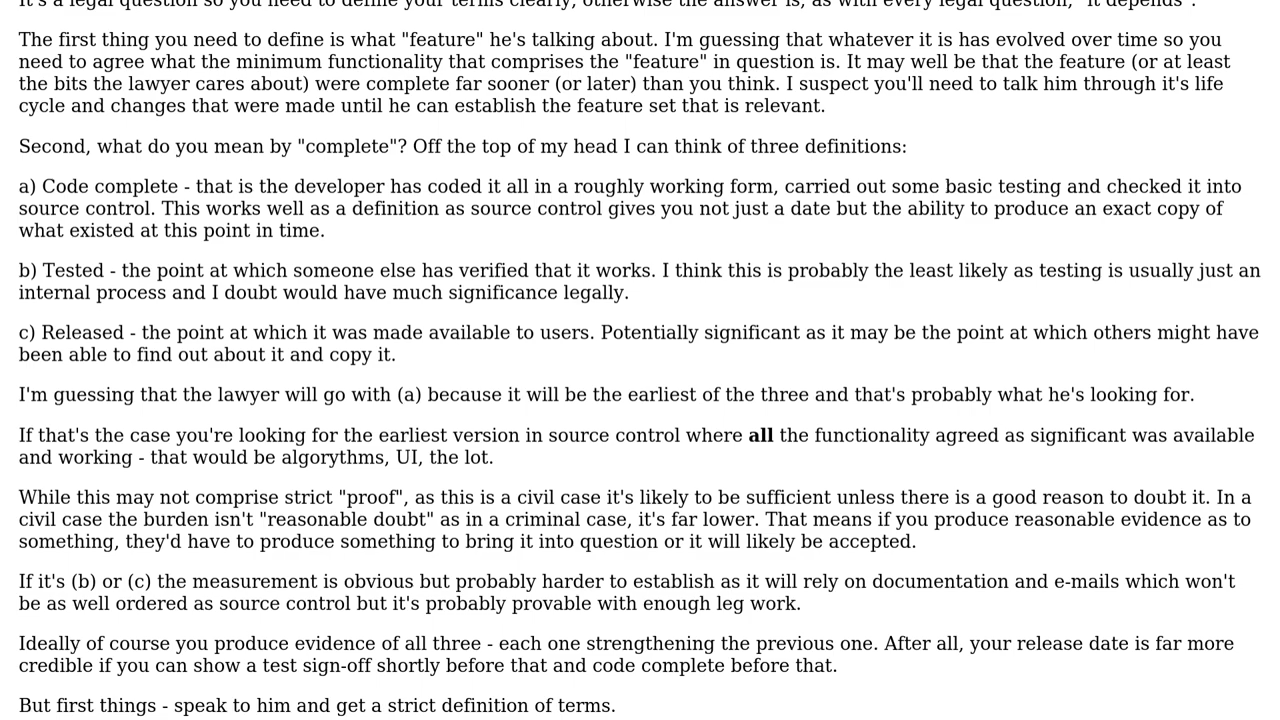 It's a legal question so you need to define your terms clearly, otherwise the answer is, as with every legal question, "it depends".
The first thing you need to define is what "feature" he's talking about. I'm guessing that whatever it is has evolved over time so you
need to agree what the minimum functionality that comprises the "feature" in question is. It may well be that the feature (or at least
the bits the lawyer cares about) were complete far sooner (or later) than you think. I suspect you'll need to talk him through it's life
cycle and changes that were made until he can establish the feature set that is relevant.
Second, what do you mean by "complete"? Off the top of my head I can think of three definitions:
a) Code complete - that is the developer has coded it all in a roughly working form, carried out some basic testing and checked it into
source control. This works well as a definition as source control gives you not just a date but the ability to produce an exact copy of
what existed at this point in time.
b) Tested - the point at which someone else has verified that it works. I think this is probably the least likely as testing is usually just an
internal process and I doubt would have much significance legally.
c) Released - the point at which it was made available to users. Potentially significant as it may be the point at which others might have
been able to find out about it and copy it.
I'm guessing that the lawyer will go with (a) because it will be the earliest of the three and that's probably what he's looking for.
If that's the case you're looking for the earliest version in source control where all the functionality agreed as significant was available
and working - that would be algorythms, UI, the lot.
While this may not comprise strict "proof", as this is a civil case it's likely to be sufficient unless there is a good reason to doubt it. In a
civil case the burden isn't "reasonable doubt" as in a criminal case, it's far lower. That means if you produce reasonable evidence as to
something, they'd have to produce something to bring it into question or it will likely be accepted.
If it's (b) or (c) the measurement is obvious but probably harder to establish as it will rely on documentation and e-mails which won't
be as well ordered as source control but it's probably provable with enough leg work.
Ideally of course you produce evidence of all three - each one strengthening the previous one. After all, your release date is far more
credible if you can show a test sign-off shortly before that and code complete before that.
But first things - speak to him and get a strict definition of terms.